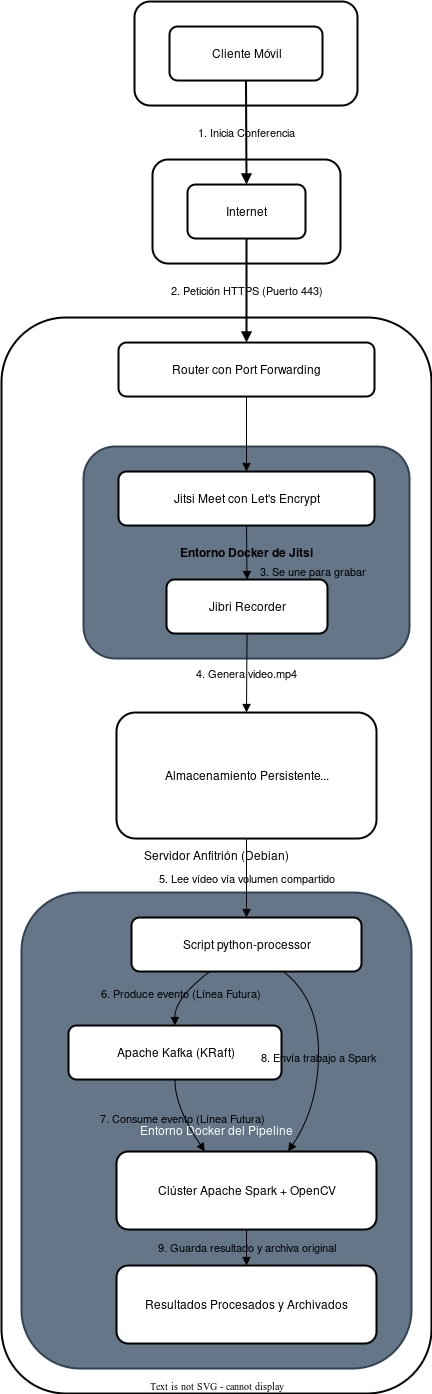 Cliente Móvil
1. Inicia Conferencia
Internet
2. Petición HTTPS (Puerto 443)
Router con Port Forwarding
Jitsi Meet con Let's Encrypt
Entorno Docker de Jitsi
3. Se une para grabar
Jibri Recorder
4. Genera video.mp4
Almacenamiento Persistente...
Servidor Anfitrión (Debian)
5. Lee vídeo vía volumen compartido
Script python-processor
6. Produce evento (Línea Futura)
Apache Kafka (KRaft)
8. Envía trabajo a Spark
7. Consume evento (Línea Futura)
Entorno Docker del Pipeline
Clúster Apache Spark + OpenCV
9. Guarda resultado y archiva original
Resultados Procesados y Archivados
Text is not SVG - cannot display